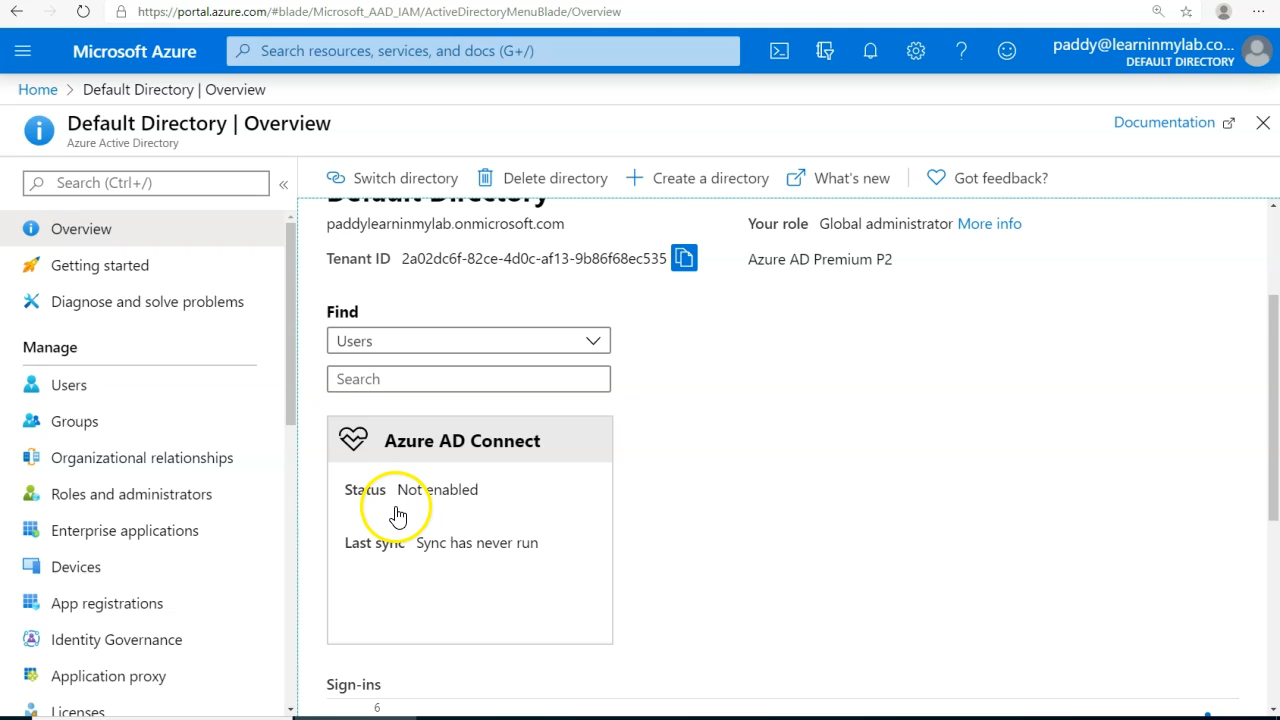 https://portal.azure.com/#blade/Microsoft_AAD_IAM/ActiveDirectoryMenuBlade/Overview
Microsoft Azure
Search resources, services, and docs (G+/)
paddy@learninmylab.co...
DEFAULT DIRECTORY
Home > Default Directory | Overview
Default Directory | Overview
Azure Active Directory
Documentation
Search (Ctrl+/)
«
Switch directory
Delete directory
Create a directory
What's new
Got feedback?
Overview
Getting started
Diagnose and solve problems
Manage
Users
Groups
Organizational relationships
Roles and administrators
Enterprise applications
Devices
App registrations
Identity Governance
Application proxy
Licenses
Default Directory
paddylearninmylab.onmicrosoft.com
Your role Global administrator More info
Tenant ID 2a02dc6f-82ce-4d0c-af13-9b86f68ec535
Azure AD Premium P2
Find
Users
Search
Azure AD Connect
Status Not enabled
Last sync Sync has never run
Sign-ins
6